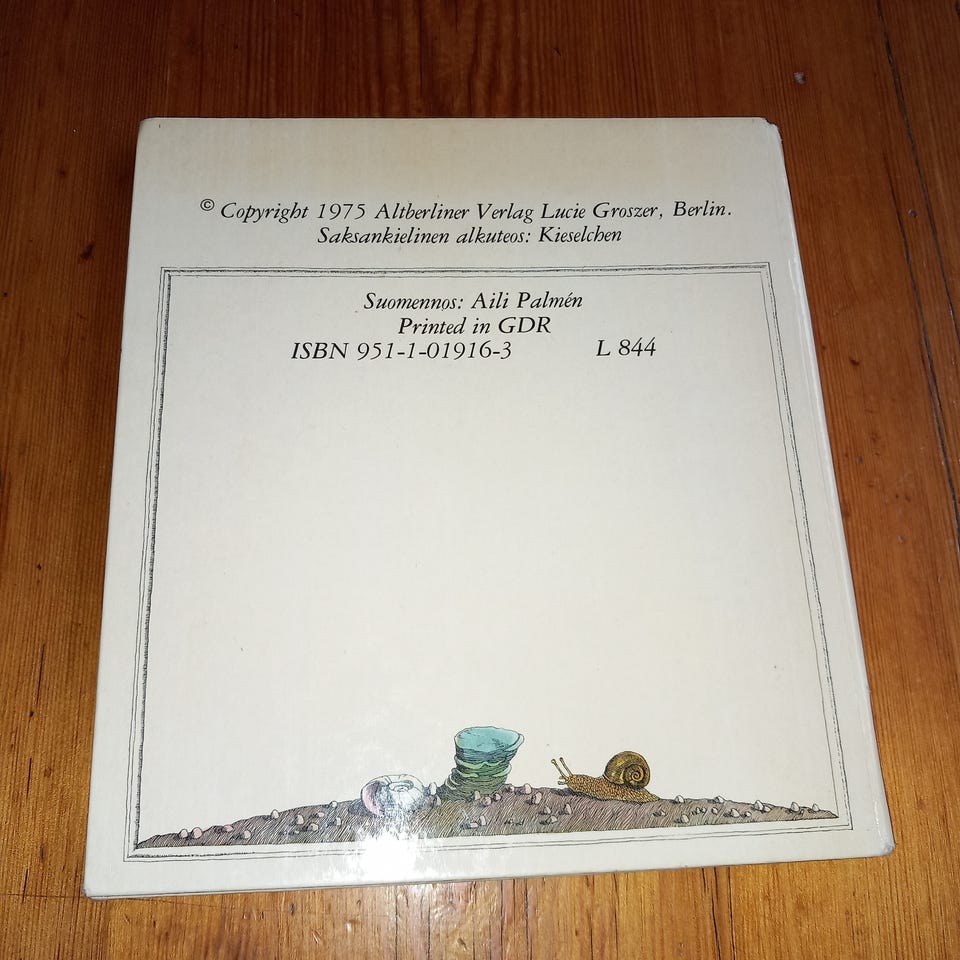 © Copyright 1975 Altberliner Verlag Lucie Groszer, Berlin.
Saksankielinen alkuteos: Kieselchen
Suomennos: Aili Palmén
Printed in GDR
ISBN 951-1-01916-3 L 844